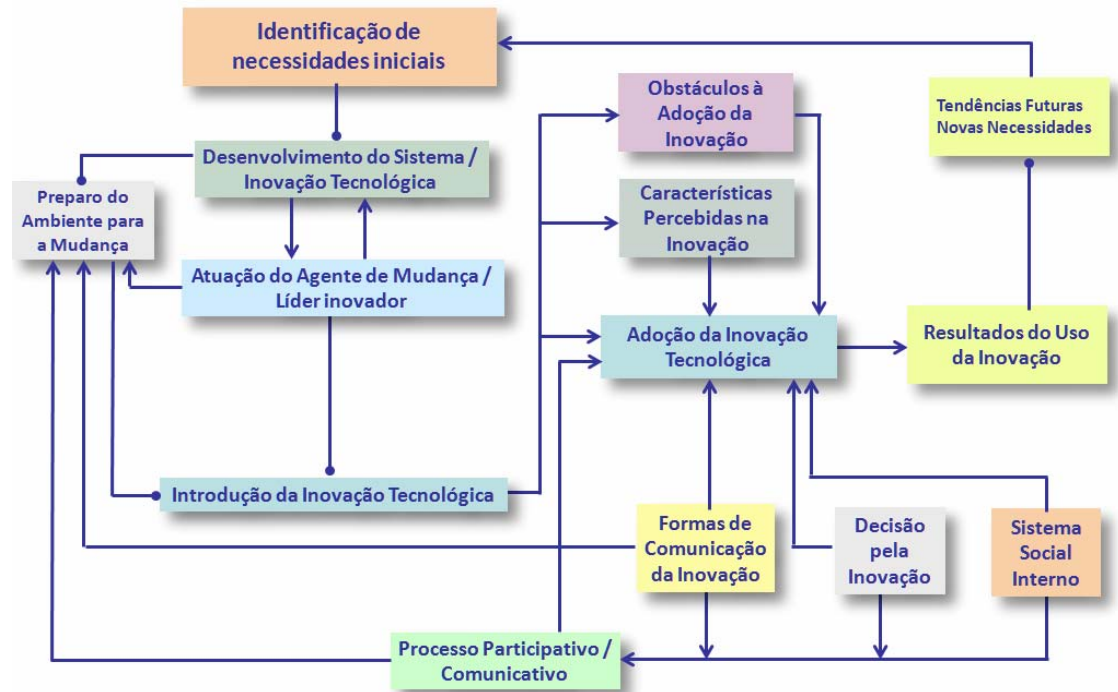 Identificação de
necessidades iniciais
Obstáculos à
Adoção da
Inovação
Tendências Futuras
Novas Necessidades
Desenvolvimento do Sistema /
Inovação Tecnológica
Preparo do
Ambiente para
a Mudança
Características
Percebidas na
Inovação
Atuação do Agente de Mudança /
Líder inovador
Adoção da Inovação
Tecnológica
Resultados do Uso
da Inovação
Introdução da Inovação Tecnológica
Formas de
Comunicação
da Inovação
Decisão
pela
Inovação
Sistema
Social
Interno
Processo Participativo /
Comunicativo